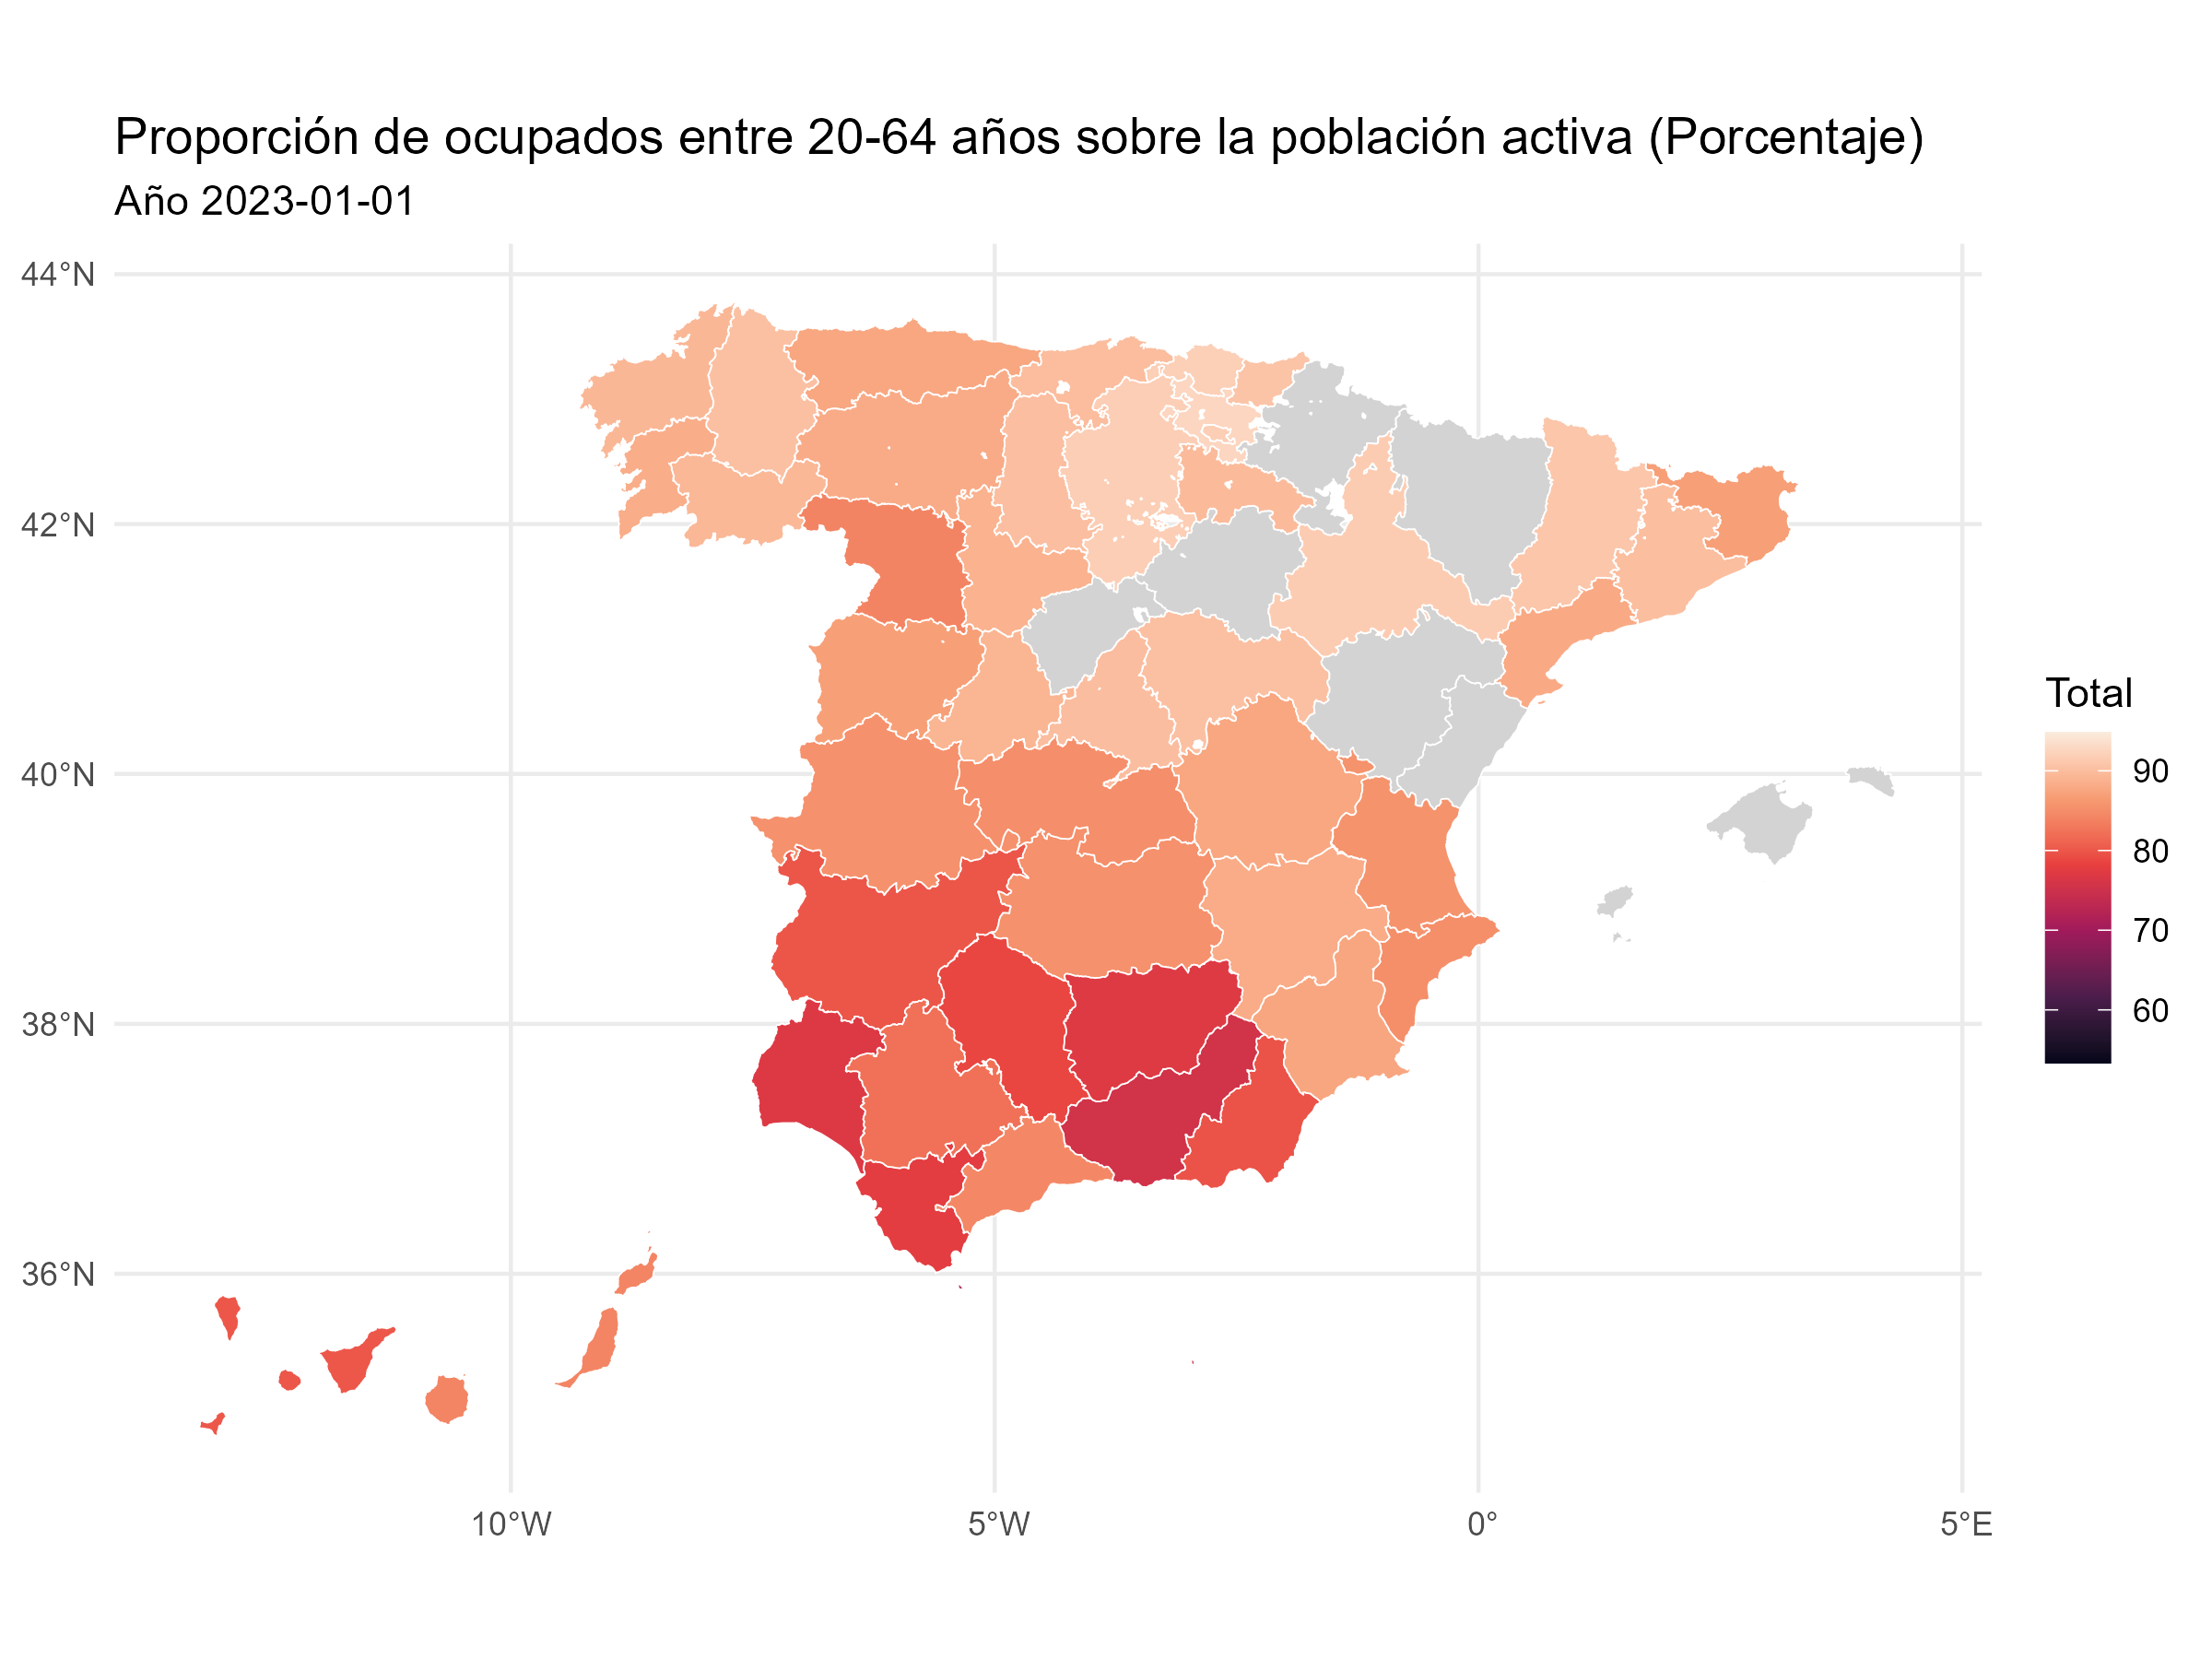 Proporción de ocupados entre 20-64 años sobre la población activa (Porcentaje)
Año 2023-01-01
44°N
42°N
40°N
38°N
36°N
10°W
5°W
0°
5°E
Total
90
80
70
60